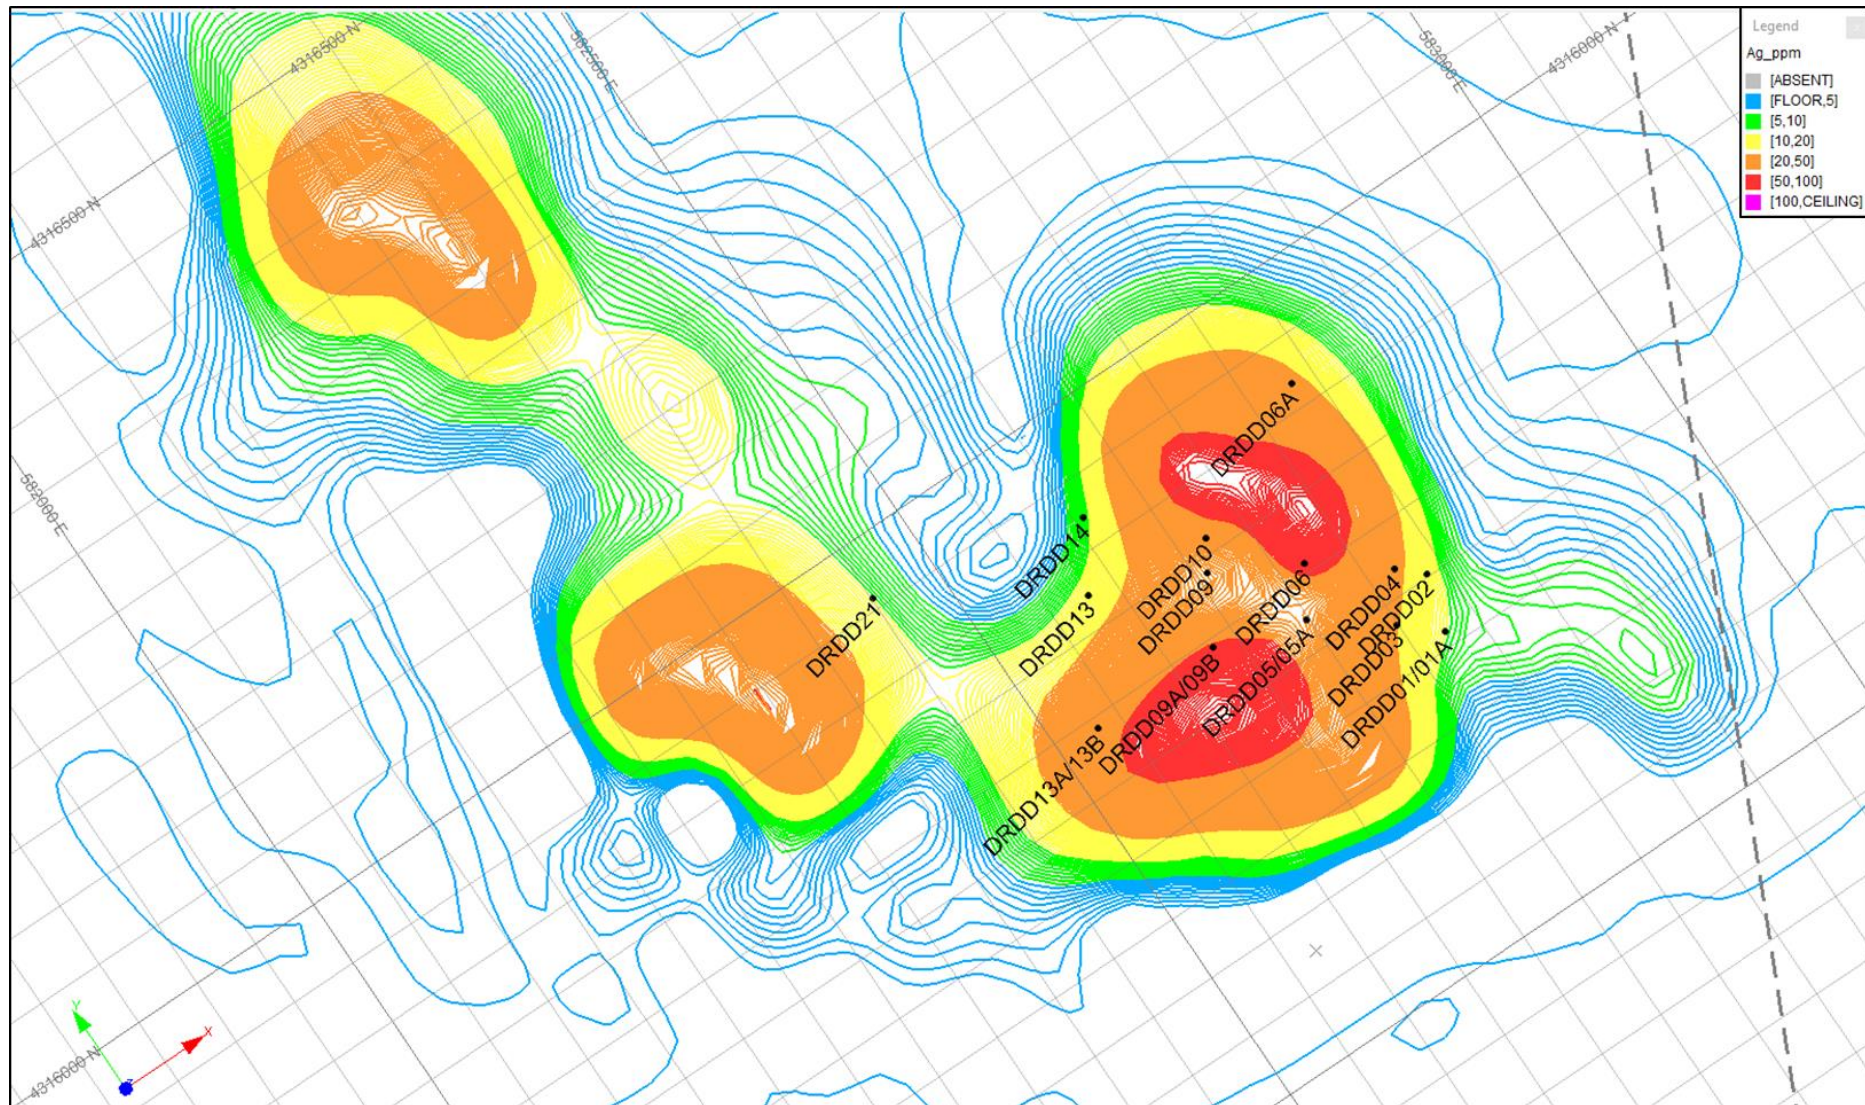 4316500 N
582500 E
583000 E
4316000 N
Legend
Ag_ppm
[ABSENT]
[FLOOR,5]
[5,10]
[10,20]
[20,50]
[50,100]
[100,CEILING]
4316500 N
582000 E
DRDD06A
DRDD14
DRDD10
DRDD09
DRDD06
DRDD04
DRDD02
DRDD21
DRDD13
DRDD03
DRDD01/01A
DRDD05/05A
DRDD09A/09B
DRDD13A/13B
Y
X
4316000 N